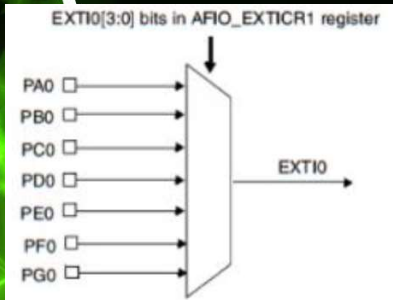 EXTI0[3:0] bits in AFIO_EXTICR1 register
PA0
PB0
PC0
PD0
EXTI0
PE0
PF0
PG0